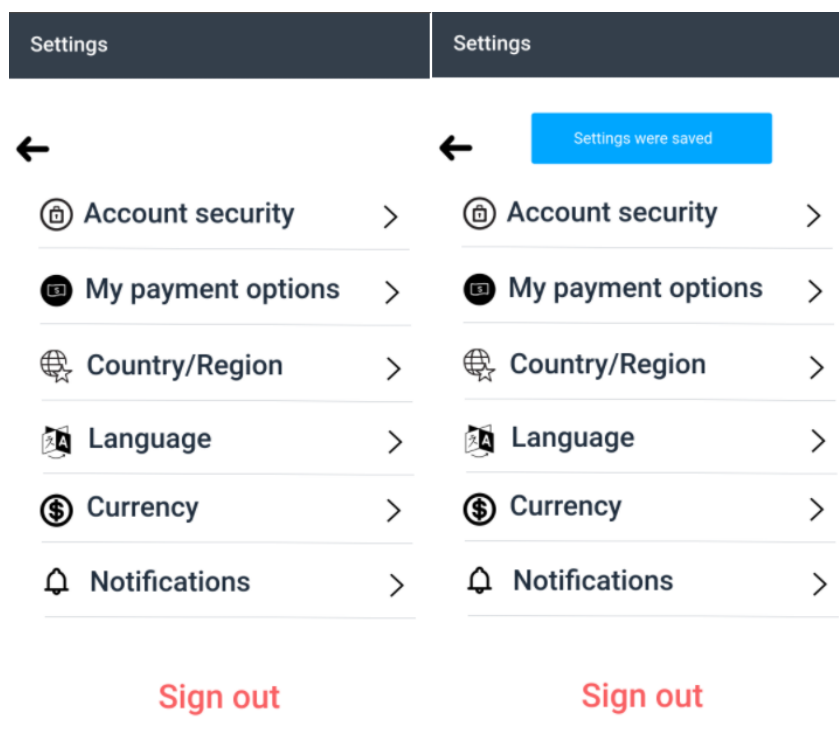 Settings
Account security
My payment options
Country/Region
Language
Currency
Notifications
Sign out
Settings
Settings were saved
Account security
My payment options
Country/Region
Language
Currency
Notifications
Sign out